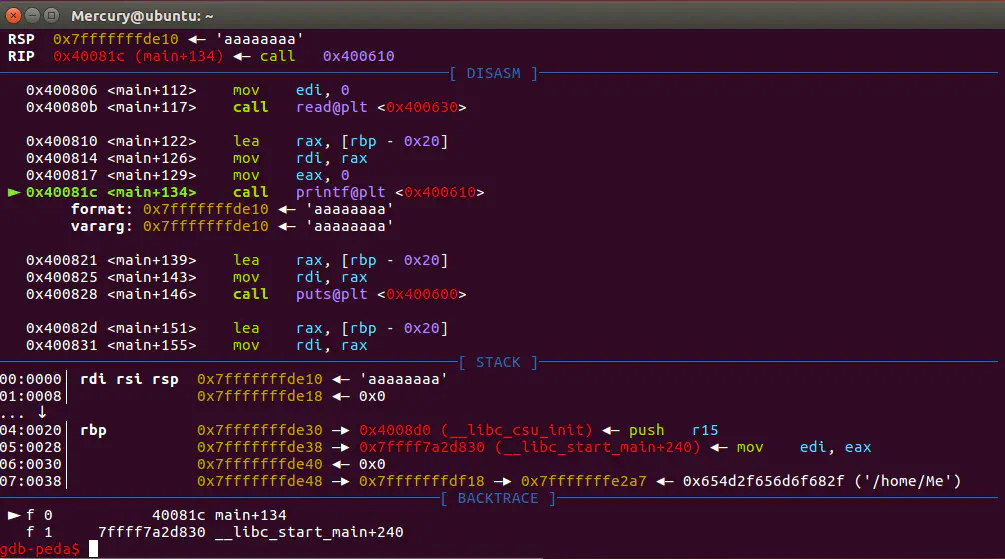 Mercury@ubuntu: ~
RSP  0x7fffffffde10 ◂— 'aaaaaaaa'
RIP  0x40081c (main+134) ◂— call   0x400610
[ DISASM ]
0x400806 <main+112>    mov    edi, 0
0x40080b <main+117>    call   read@plt <0x400630>
0x400810 <main+122>    lea    rax, [rbp - 0x20]
0x400814 <main+126>    mov    rdi, rax
0x400817 <main+129>    mov    eax, 0
► 0x40081c <main+134>    call   printf@plt <0x400610>
format: 0x7fffffffde10 ◂— 'aaaaaaaa'
vararg: 0x7fffffffde10 ◂— 'aaaaaaaa'
0x400821 <main+139>    lea    rax, [rbp - 0x20]
0x400825 <main+143>    mov    rdi, rax
0x400828 <main+146>    call   puts@plt <0x400600>
0x40082d <main+151>    lea    rax, [rbp - 0x20]
0x400831 <main+155>    mov    rdi, rax
[ STACK ]
00:0000│ rdi rsi rsp  0x7fffffffde10 ◂— 'aaaaaaaa'
01:0008│              0x7fffffffde18 ◂— 0x0
... ↓
04:0020│ rbp          0x7fffffffde30 —▸ 0x4008d0 (__libc_csu_init) ◂— push   r15
05:0028│              0x7fffffffde38 —▸ 0x7ffff7a2d830 (__libc_start_main+240) ◂— mov    edi, eax
06:0030│              0x7fffffffde40 ◂— 0x0
07:0038│              0x7fffffffde48 —▸ 0x7fffffffdf18 —▸ 0x7fffffffe2a7 ◂— 0x654d2f656d6f682f ('/home/Me')
[ BACKTRACE ]
► f 0           40081c main+134
f 1     7ffff7a2d830 __libc_start_main+240
gdb-peda$